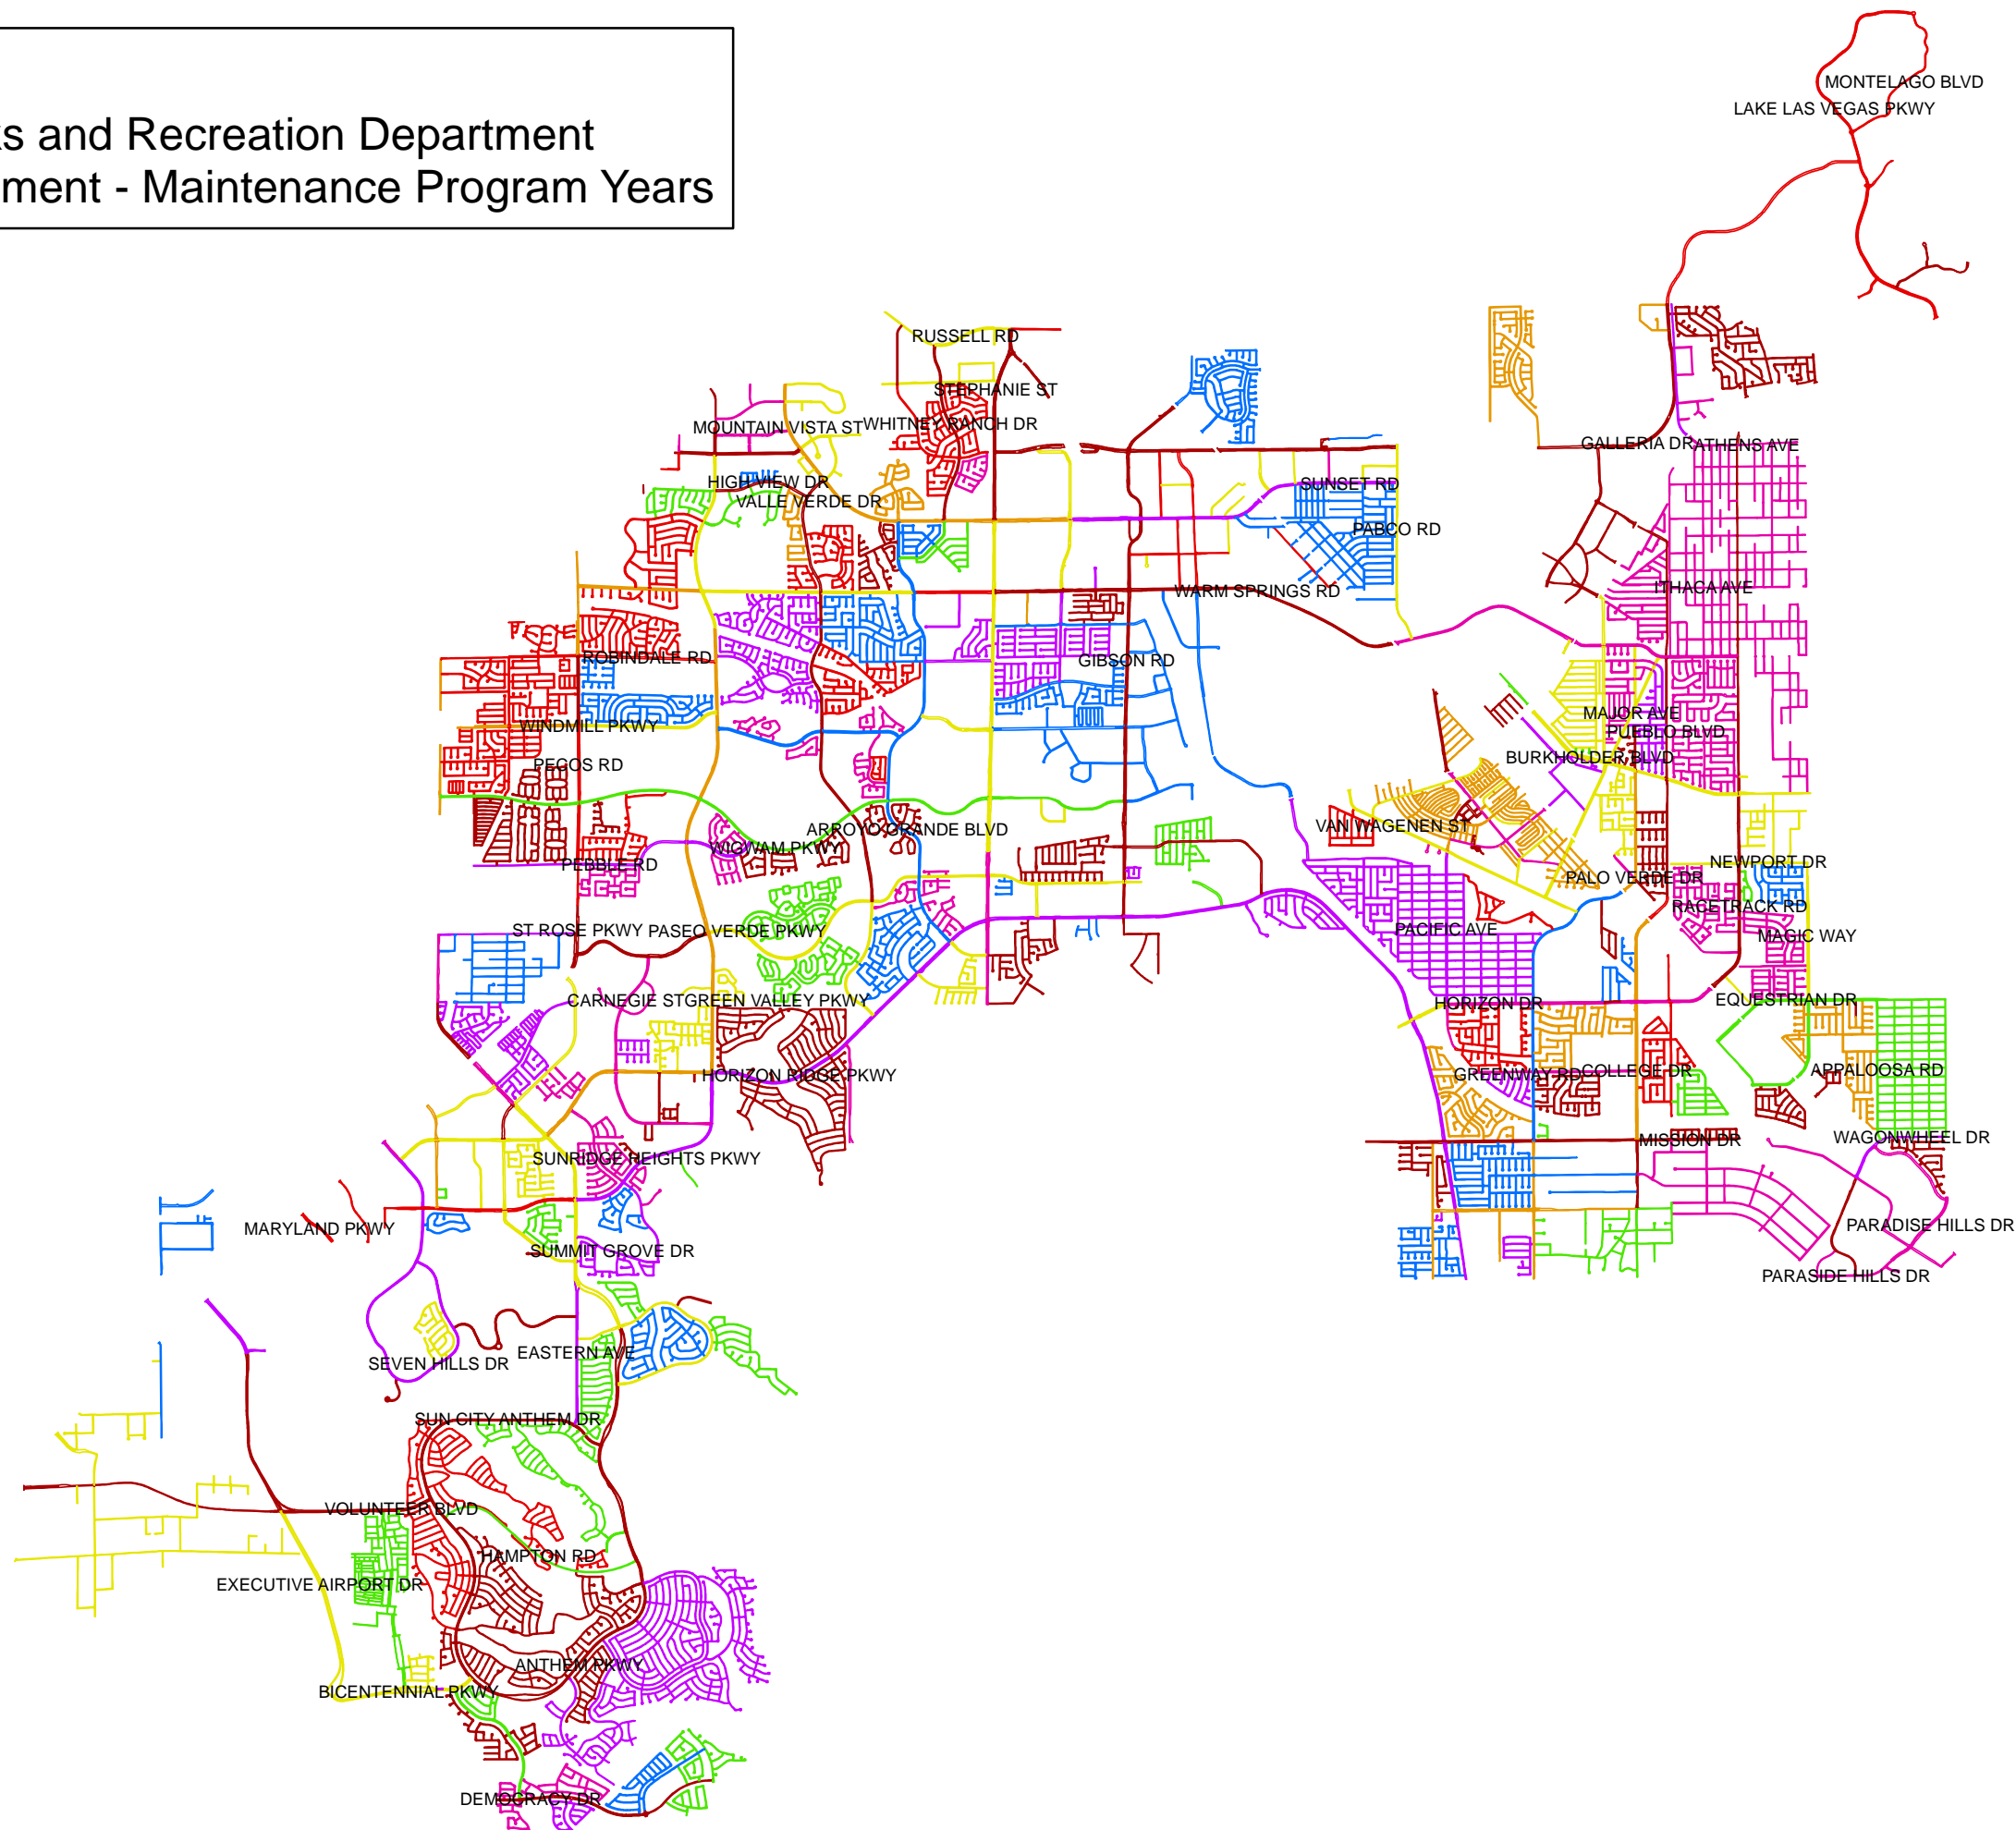 ks and Recreation Department
ment - Maintenance Program Years
MONTELAGO BLVD
LAKE LAS VEGAS PKWY
RUSSELL RD
STEPHANIE ST
MOUNTAIN VISTA ST
WHITNEY RANCH DR
GALLERIA DR
ATHENS AVE
HIGH VIEW DR
SUNSET RD
VALLE VERDE DR
PABCO RD
WARM SPRINGS RD
ITHACA AVE
ROBINDALE RD
GIBSON RD
MAJOR AVE
WINDMILL PKWY
PUEBLO BLVD
PECOS RD
BURKHOLDER BLVD
ARROYO GRANDE BLVD
VAN WAGENEN ST
WIGWAM PKWY
PEBBLE RD
NEWPORT DR
PALO VERDE DR
RACETRACK RD
ST ROSE PKWY
PASEO VERDE PKWY
PACIFIC AVE
MAGIC WAY
CARNEGIE ST
GREEN VALLEY PKWY
HORIZON DR
EQUESTRIAN DR
HORIZON RIDGE PKWY
GREENWAY RD
COLLEGE DR
APPALOOSA RD
MISSION DR
WAGONWHEEL DR
SUNRIDGE HEIGHTS PKWY
MARYLAND PKWY
PARADISE HILLS DR
SUMMIT GROVE DR
PARASIDE HILLS DR
EASTERN AVE
SEVEN HILLS DR
SUN CITY ANTHEM DR
VOLUNTEER BLVD
HAMPTON RD
EXECUTIVE AIRPORT DR
ANTHEM PKWY
BICENTENNIAL PKWY
DEMOCRACY DR